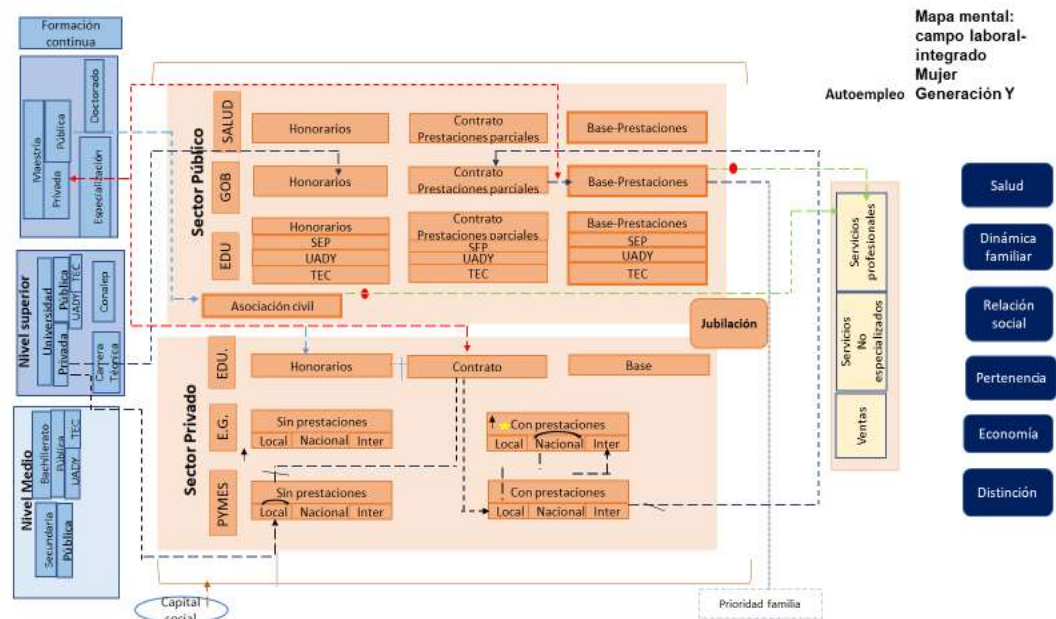 Formación
continua
Maestría
Pública
Privada
Doctorado
Especialización
Nivel superior
Universidad
Pública
Privada
UADY
TEC
Conalep
Carrera
Técnica
Nivel Medio
Bachillerato
Pública
UADY
TEC
Secundaria
Pública
Sector Público
SALUD
Honorarios
Contrato
Prestaciones parciales
Base-Prestaciones
GOB
Honorarios
Contrato
Prestaciones parciales
Base-Prestaciones
EDU
Honorarios
SEP
UADY
TEC
Contrato
Prestaciones parciales
SEP
UADY
TEC
Base-Prestaciones
SEP
UADY
TEC
Asociación civil
Jubilación
Sector Privado
EDU.
Honorarios
Contrato
Base
E.G.
Sin prestaciones
Local Nacional Inter
Con prestaciones
Local Nacional Inter
PYMES
Sin prestaciones
Local Nacional Inter
Con prestaciones
Local Nacional Inter
Capital
social
Prioridad familia
Mapa mental:
campo laboral-
integrado
Mujer
Generación Y
Autoempleo
Servicios
profesionales
Servicios
No
especializados
Ventas
Salud
Dinámica
familiar
Relación
social
Pertenencia
Economía
Distinción